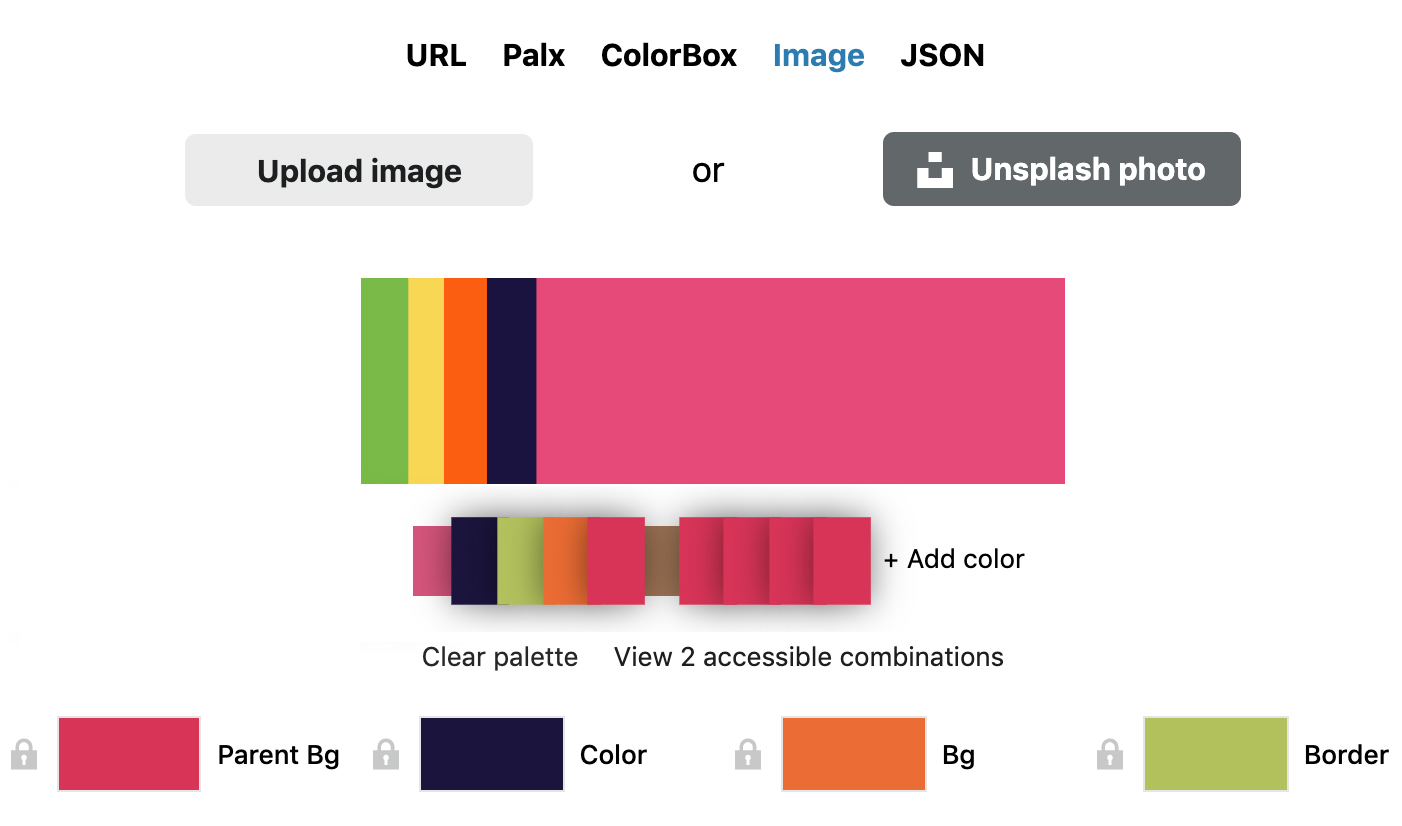 URL Palx ColorBox Image JSON
Upload image or Unsplash photo
+ Add color
Clear palette View 2 accessible combinations
Parent Bg Color Bg Border